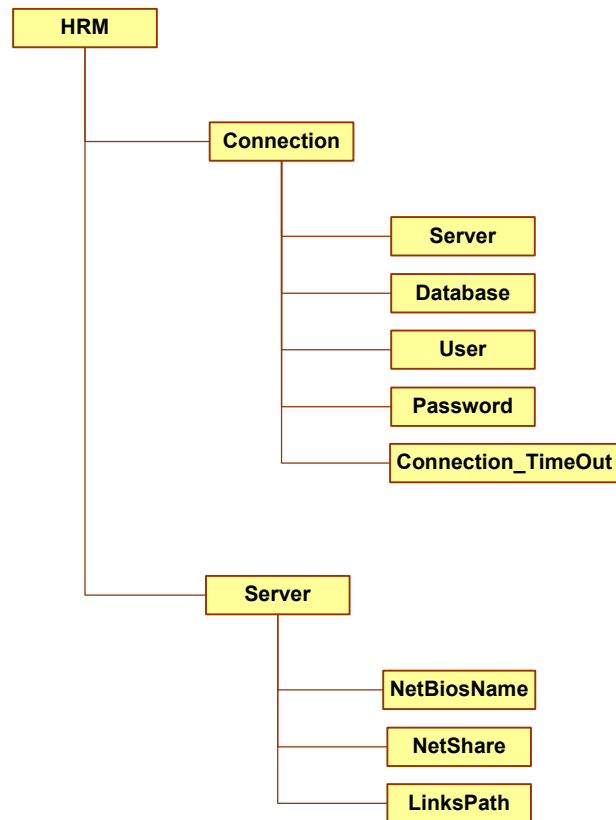 HRM
Connection
Server
Database
User
Password
Connection_TimeOut
Server
NetBiosName
NetShare
LinksPath